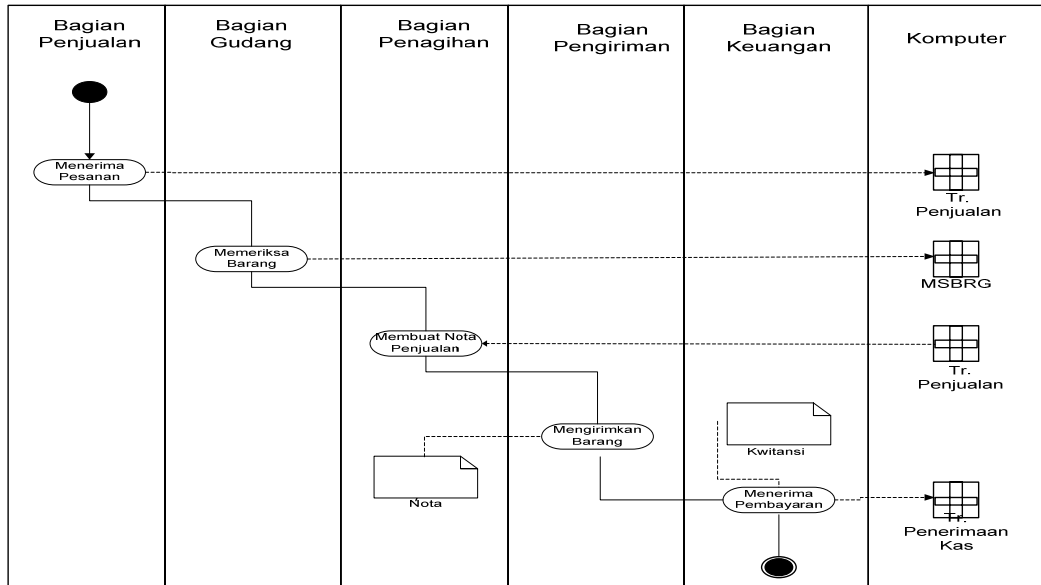 Bagian
Penjualan
Bagian
Gudang
Bagian
Penagihan
Bagian
Pengiriman
Bagian
Keuangan
Komputer
Menerima
Pesanan
Tr.
Penjualan
Memeriksa
Barang
MSBRG
Membuat Nota
Penjualan
Tr.
Penjualan
Mengirimkan
Barang
Kwitansi
Nota
Menerima
Pembayaran
Tr.
Penerimaan
Kas